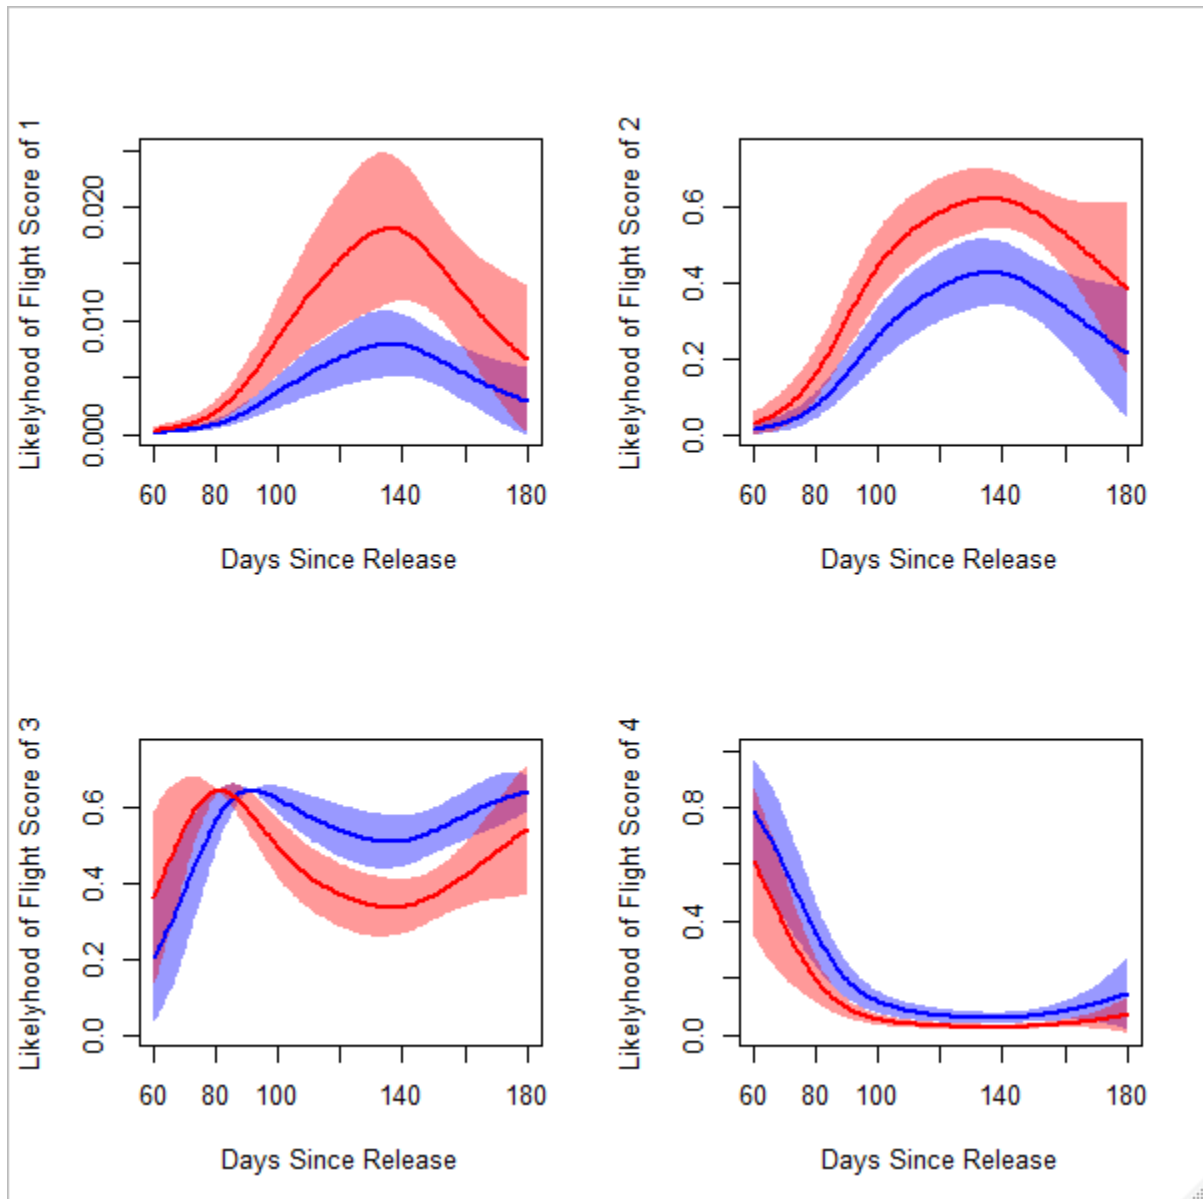 Likelyhood of Flight Score of 1
0.000 0.010 0.020
60 80 100 140 180
Days Since Release
Likelyhood of Flight Score of 2
0.0 0.2 0.4 0.6
60 80 100 140 180
Days Since Release
Likelyhood of Flight Score of 3
0.0 0.2 0.4 0.6
60 80 100 140 180
Days Since Release
Likelyhood of Flight Score of 4
0.0 0.4 0.8
60 80 100 140 180
Days Since Release